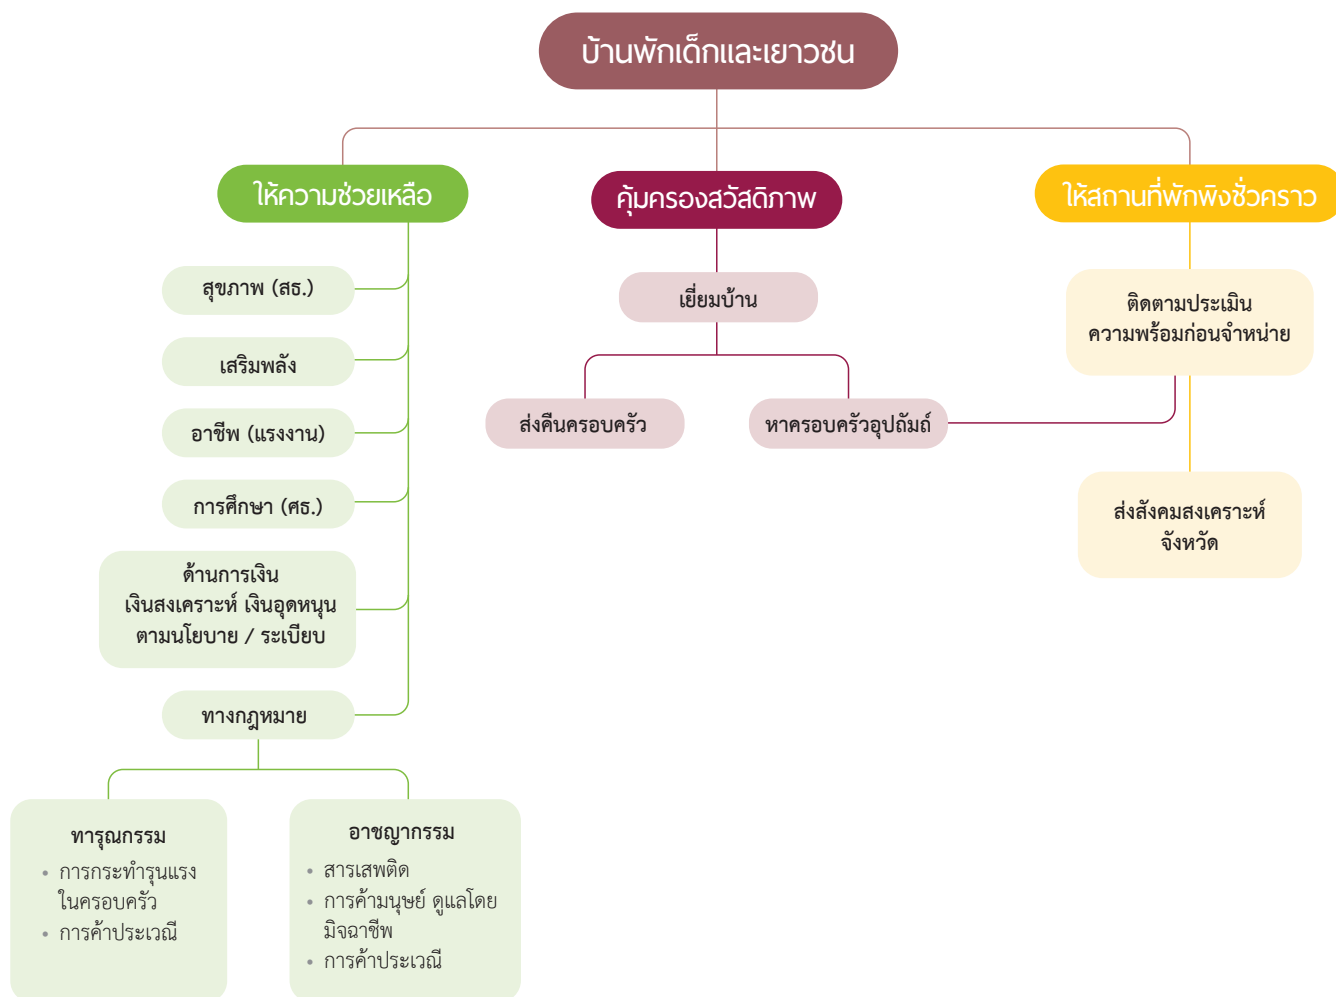 บ้านพักเด็กและเยาวชน
ให้ความช่วยเหลือ
คุ้มครองสวัสดิภาพ
ให้สถานที่พักพิงชั่วคราว
สุขภาพ (สธ.)
เสริมพลัง
อาชีพ (แรงงาน)
การศึกษา (ศธ.)
ด้านการเงิน
เงินสงเคราะห์ เงินอุดหนุน
ตามนโยบาย / ระเบียบ
ทางกฎหมาย
ทารุณกรรม
• การกระทำรุนแรง
ในครอบครัว
• การค้าประเวณี
อาชญากรรม
• สารเสพติด
• การค้ามนุษย์ ดูแลโดย
มิจฉาชีพ
• การค้าประเวณี
เยี่ยมบ้าน
ส่งคืนครอบครัว
หาครอบครัวอุปถัมถ์
ติดตามประเมิน
ความพร้อมก่อนจำหน่าย
ส่งสังคมสงเคราะห์
จังหวัด